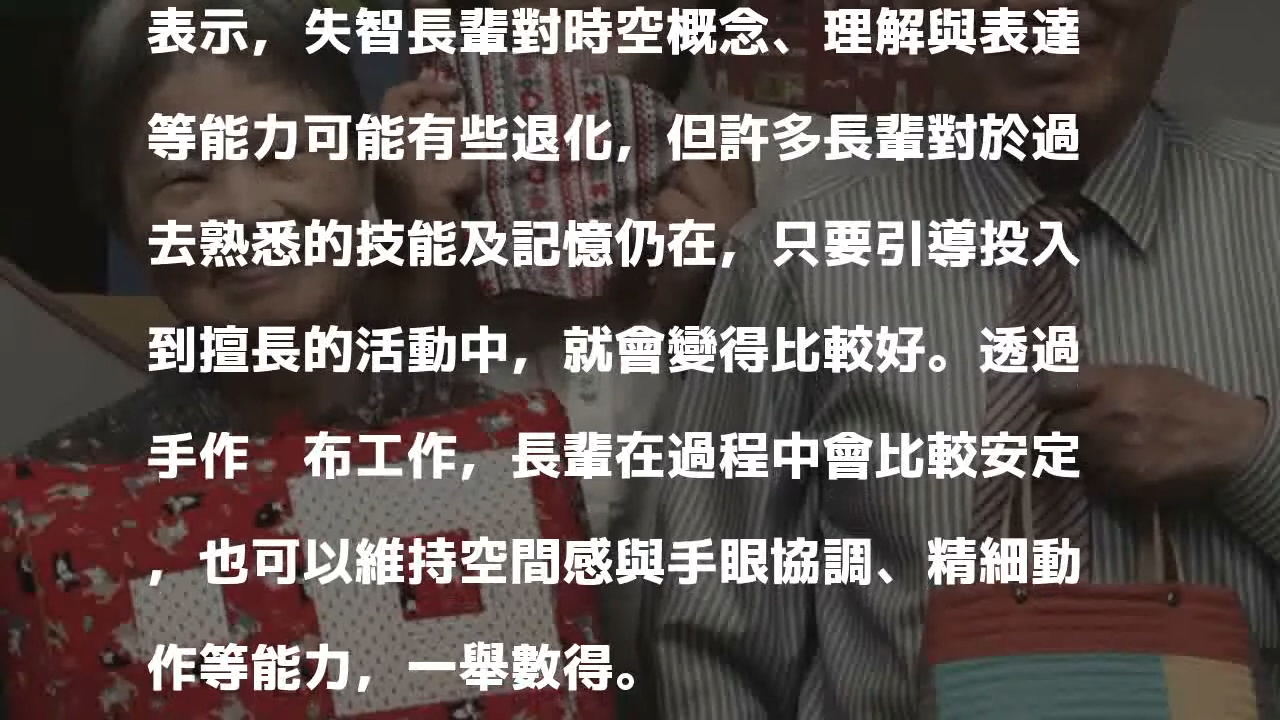 表示，失智長輩對時空概念、理解與表達
等能力可能有些退化，但許多長輩對於過
去熟悉的技能及記憶仍在，只要引導投入
到擅長的活動中，就會變得比較好。透過
手作　布工作，長輩在過程中會比較安定
，也可以維持空間感與手眼協調、精細動
作等能力，一舉數得。